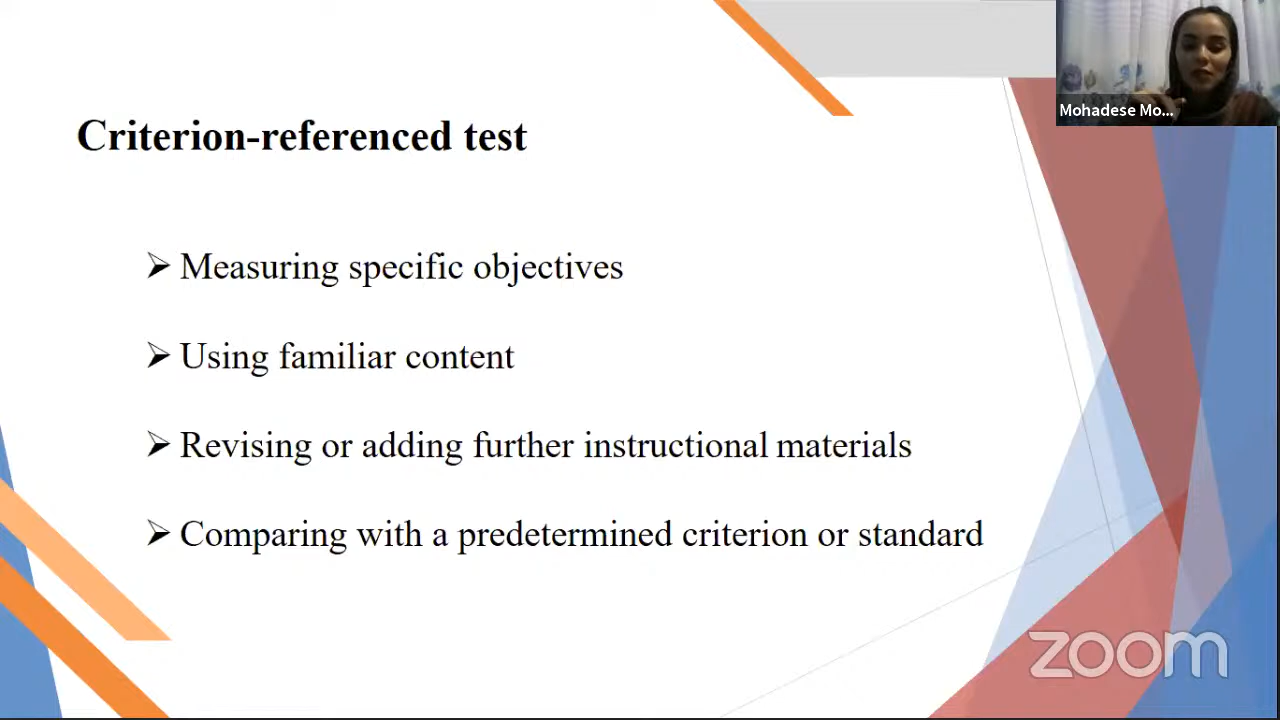 Mohadese Mo...
Criterion-referenced test
Measuring specific objectives
Using familiar content
Revising or adding further instructional materials
Comparing with a predetermined criterion or standard
zoom